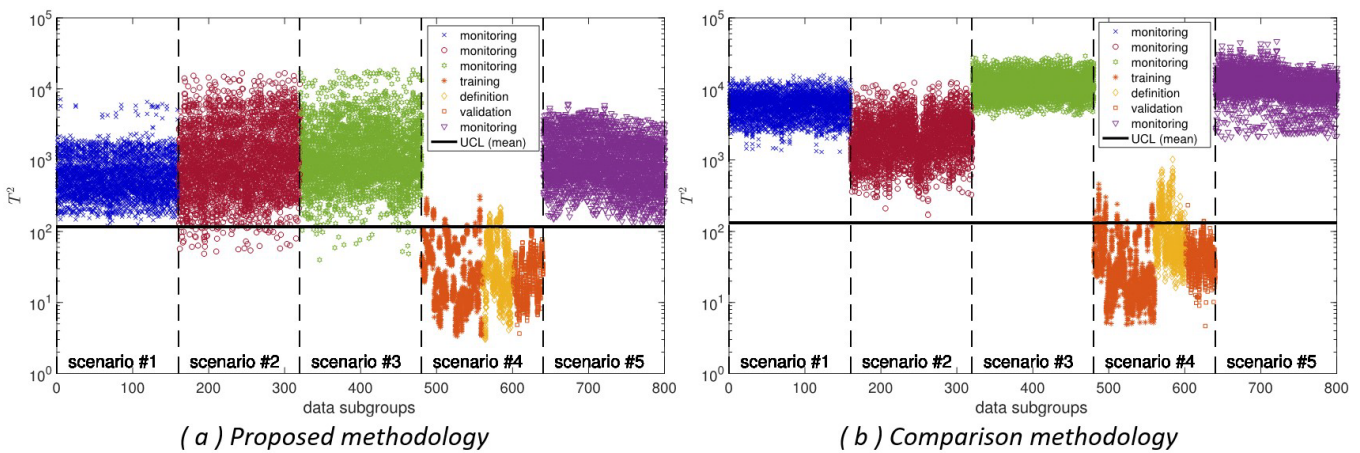 10^5
10^4
10^3
10^2
10^1
10^0
T^2
monitoring
monitoring
monitoring
training
definition
validation
monitoring
UCL (mean)
scenario #1 scenario #2 scenario #3 scenario #4 scenario #5
0 100 200 300 400 500 600 700 800
data subgroups
( a ) Proposed methodology
10^5
10^4
10^3
10^2
10^1
10^0
T^2
monitoring
monitoring
monitoring
training
definition
validation
monitoring
UCL (mean)
scenario #1 scenario #2 scenario #3 scenario #4 scenario #5
0 100 200 300 400 500 600 700 800
data subgroups
( b ) Comparison methodology